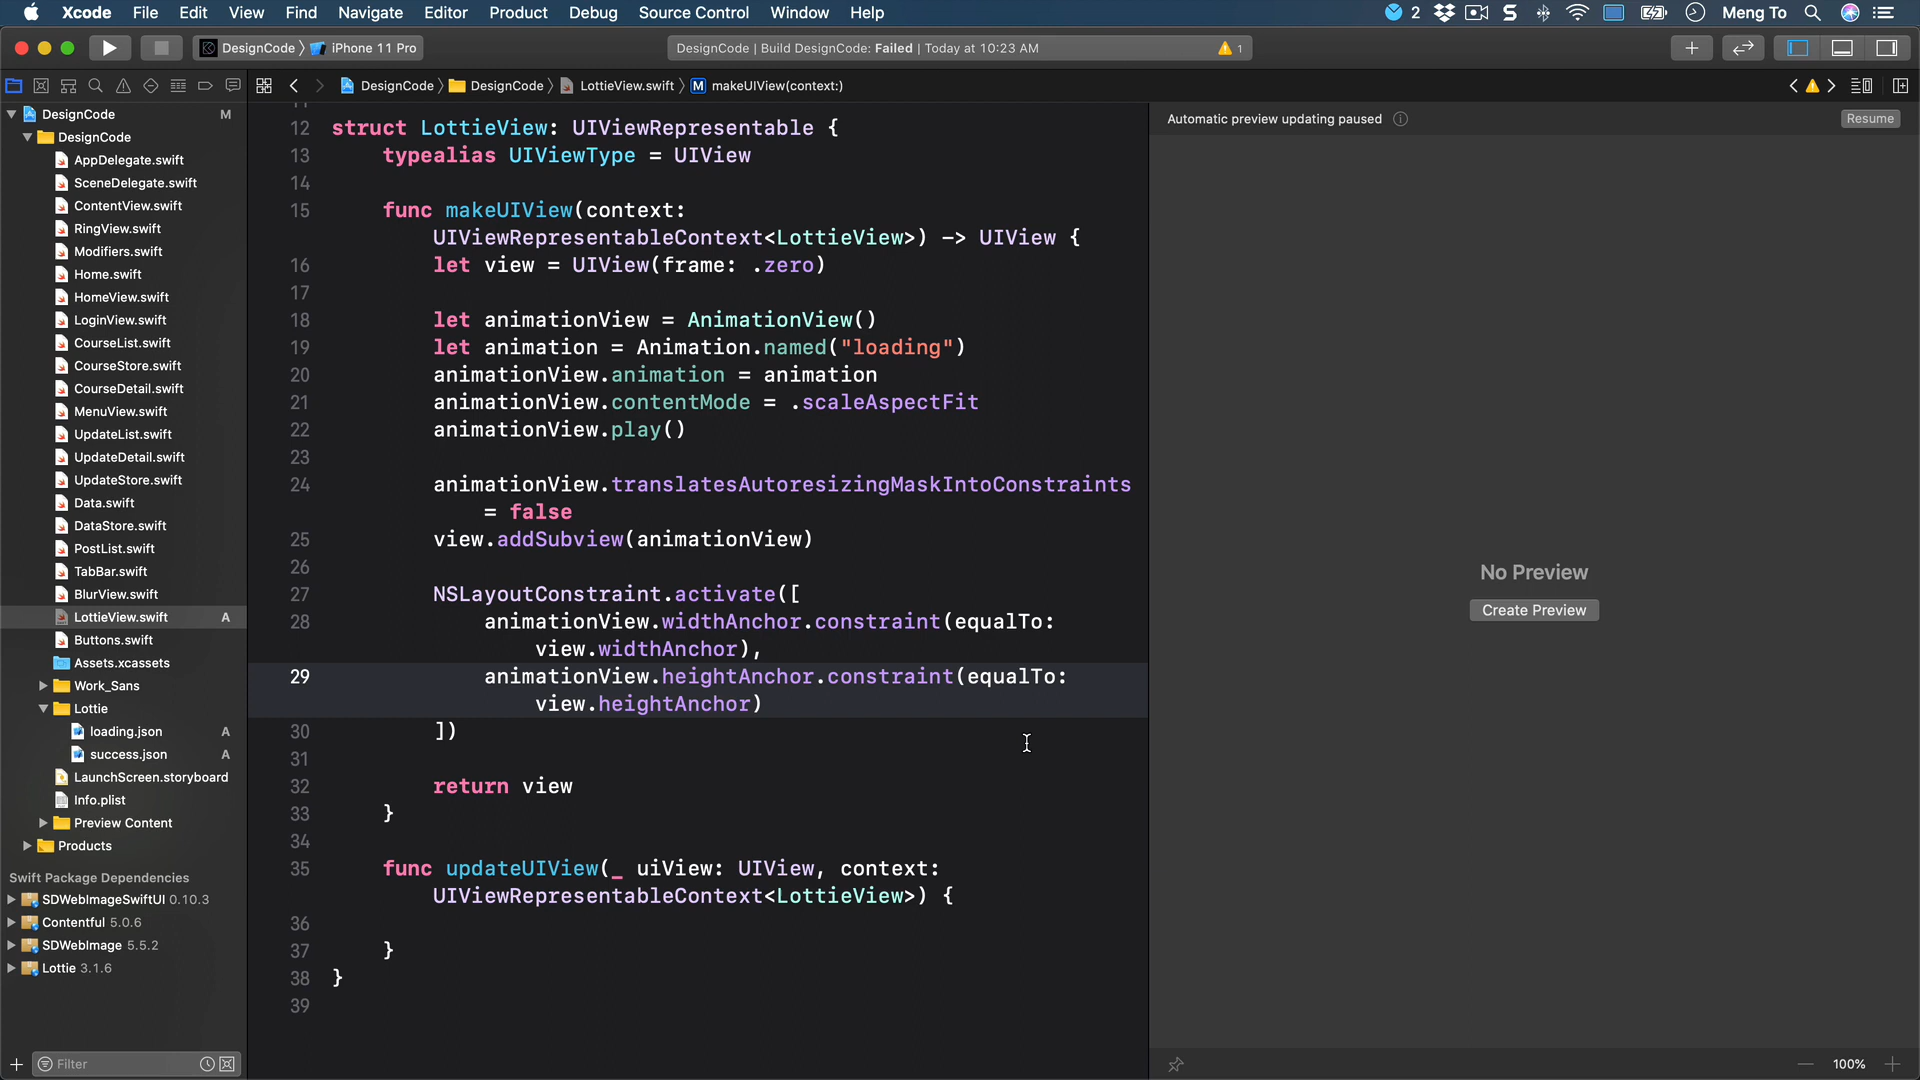 Xcode File Edit View Find Navigate Editor Product Debug Source Control Window Help 2 Meng To
DesignCode iPhone 11 Pro DesignCode | Build DesignCode: Failed | Today at 10:23 AM 1
DesignCode DesignCode LottieView.swift M makeUIView(context:)
DesignCode M
DesignCode
AppDelegate.swift
SceneDelegate.swift
ContentView.swift
RingView.swift
Modifiers.swift
Home.swift
HomeView.swift
LoginView.swift
CourseList.swift
CourseStore.swift
CourseDetail.swift
MenuView.swift
UpdateList.swift
UpdateDetail.swift
UpdateStore.swift
Data.swift
DataStore.swift
PostList.swift
TabBar.swift
BlurView.swift
LottieView.swift A
Buttons.swift
Assets.xcassets
Work_Sans
Lottie
loading.json A
success.json A
LaunchScreen.storyboard
Info.plist
Preview Content
Products
Swift Package Dependencies
SDWebImageSwiftUI 0.10.3
Contentful 5.0.6
SDWebImage 5.5.2
Lottie 3.1.6
Filter
12 struct LottieView: UIViewRepresentable {
13 typealias UIViewType = UIView
14
15 func makeUIView(context:
UIViewRepresentableContext<LottieView>) -> UIView {
16 let view = UIView(frame: .zero)
17
18 let animationView = AnimationView()
19 let animation = Animation.named("loading")
20 animationView.animation = animation
21 animationView.contentMode = .scaleAspectFit
22 animationView.play()
23
24 animationView.translatesAutoresizingMaskIntoConstraints
= false
25 view.addSubview(animationView)
26
27 NSLayoutConstraint.activate([
28 animationView.widthAnchor.constraint(equalTo:
view.widthAnchor),
29 animationView.heightAnchor.constraint(equalTo:
view.heightAnchor)
30 ])
31
32 return view
33 }
34
35 func updateUIView(_ uiView: UIView, context:
UIViewRepresentableContext<LottieView>) {
36
37 }
38 }
39
Automatic preview updating paused Resume
No Preview
Create Preview
100%